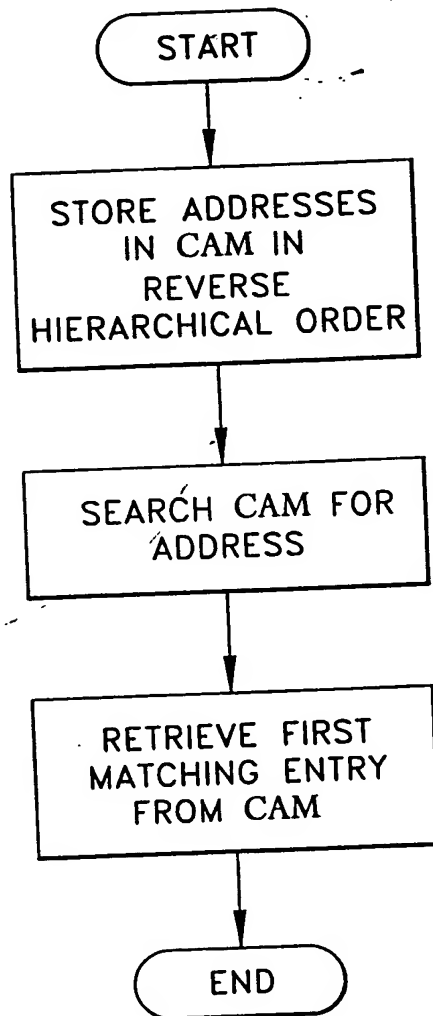 START
STORE ADDRESSES
IN CAM IN
REVERSE
HIERARCHICAL ORDER
SEARCH CAM FOR
ADDRESS
RETRIEVE FIRST
MATCHING ENTRY
FROM CAM
END